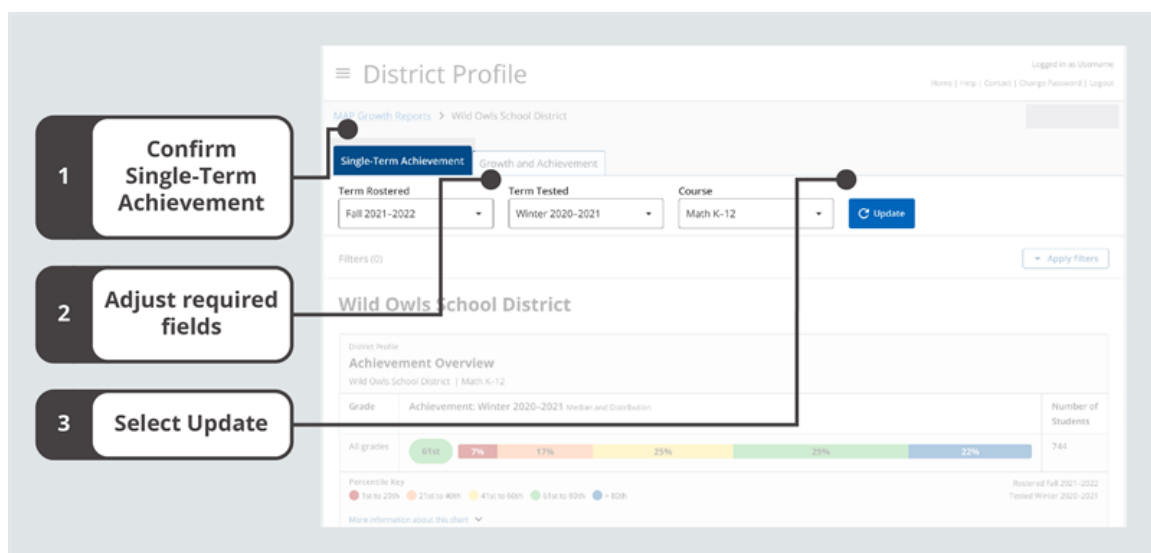 District Profile
Logged in as Username
Home | Help | Contact | Change Password | Logout
MAP Growth Reports > Wild Owls School District
1
Confirm
Single-Term
Achievement
Single-Term Achievement
Growth and Achievement
Term Rostered
Term Tested
Course
Fall 2021–2022
Winter 2020–2021
Math K–12
Update
Filters (0)
Apply filters
2
Adjust required
fields
Wild Owls School District
District Profile
Achievement Overview
Wild Owls School District | Math K–12
3
Select Update
Grade
Achievement: Winter 2020–2021 Median and Distribution
Number of
Students
All grades
61st
7%
17%
25%
29%
22%
744
Percentile Key
1st to 20th
21st to 40th
41st to 60th
61st to 80th
> 80th
Rostered Fall 2021–2022
Tested Winter 2020–2021
More information about this chart